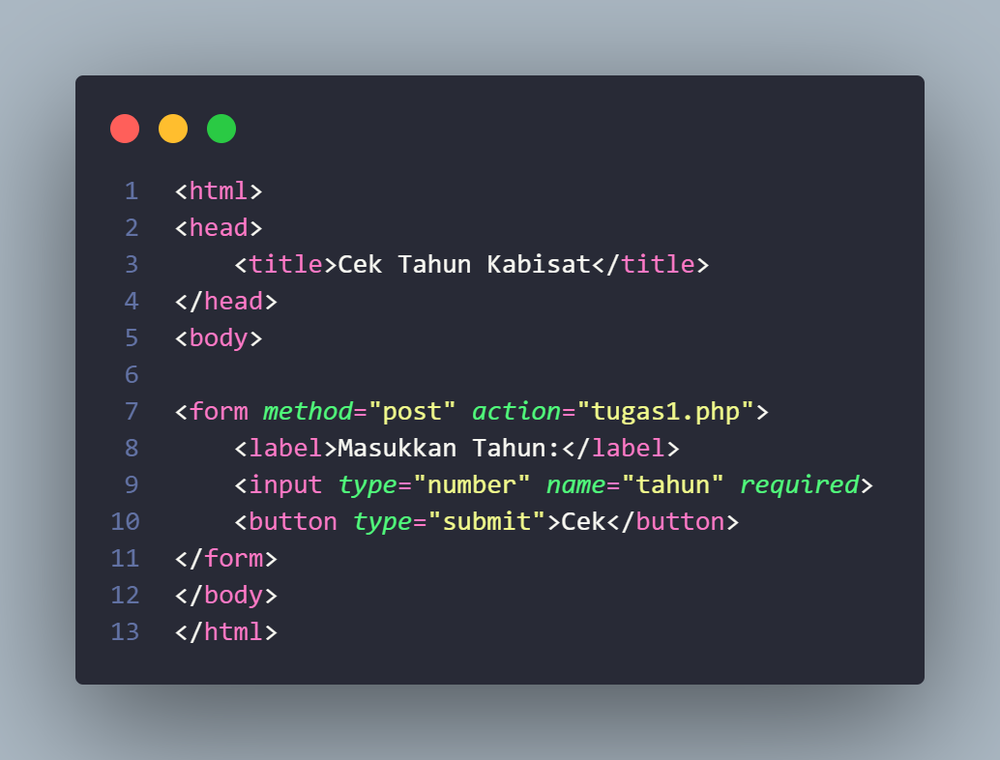 1 <html>
2 <head>
3     <title>Cek Tahun Kabisat</title>
4 </head>
5 <body>
6
7 <form method="post" action="tugas1.php">
8     <label>Masukkan Tahun:</label>
9     <input type="number" name="tahun" required>
10     <button type="submit">Cek</button>
11 </form>
12 </body>
13 </html>